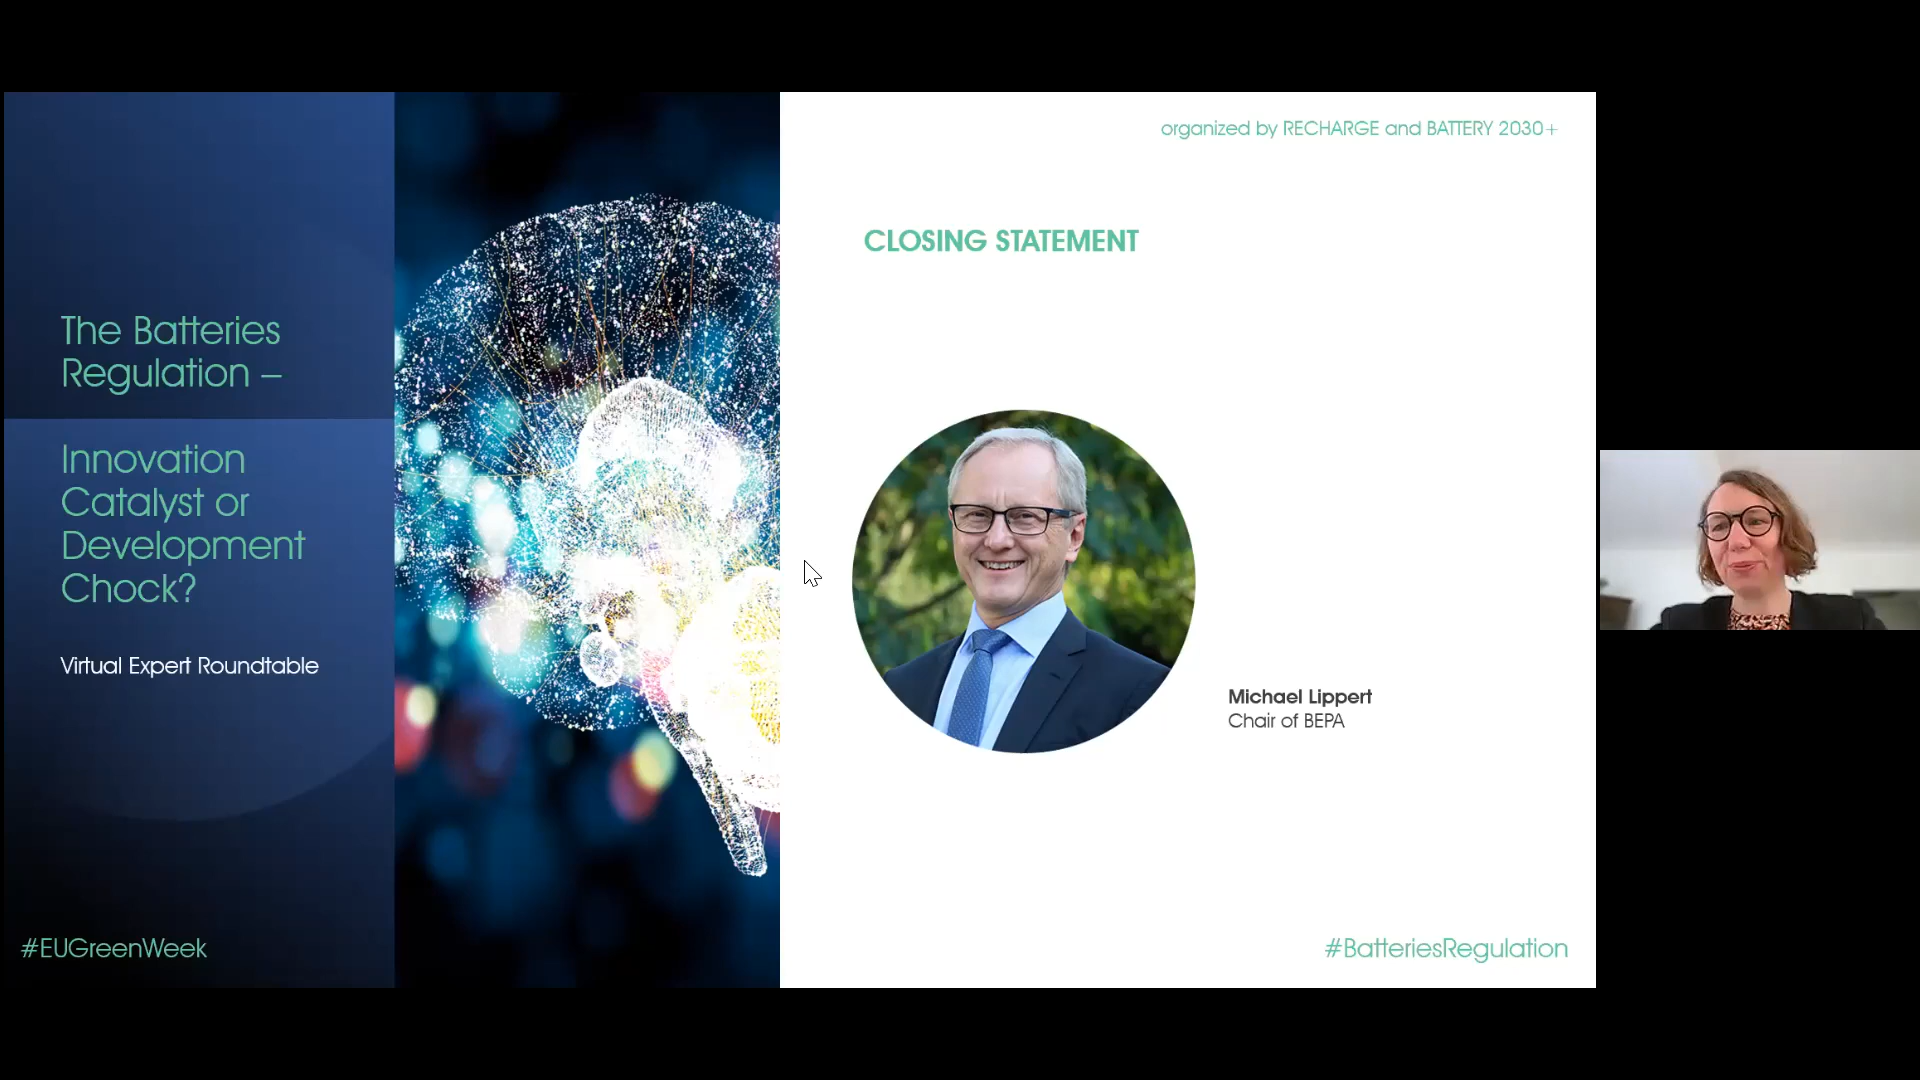 The Batteries
Regulation –
Innovation
Catalyst or
Development
Chock?
Virtual Expert Roundtable
#EUGreenWeek
organized by RECHARGE and BATTERY 2030+
CLOSING STATEMENT
Michael Lippert
Chair of BEPA
#BatteriesRegulation